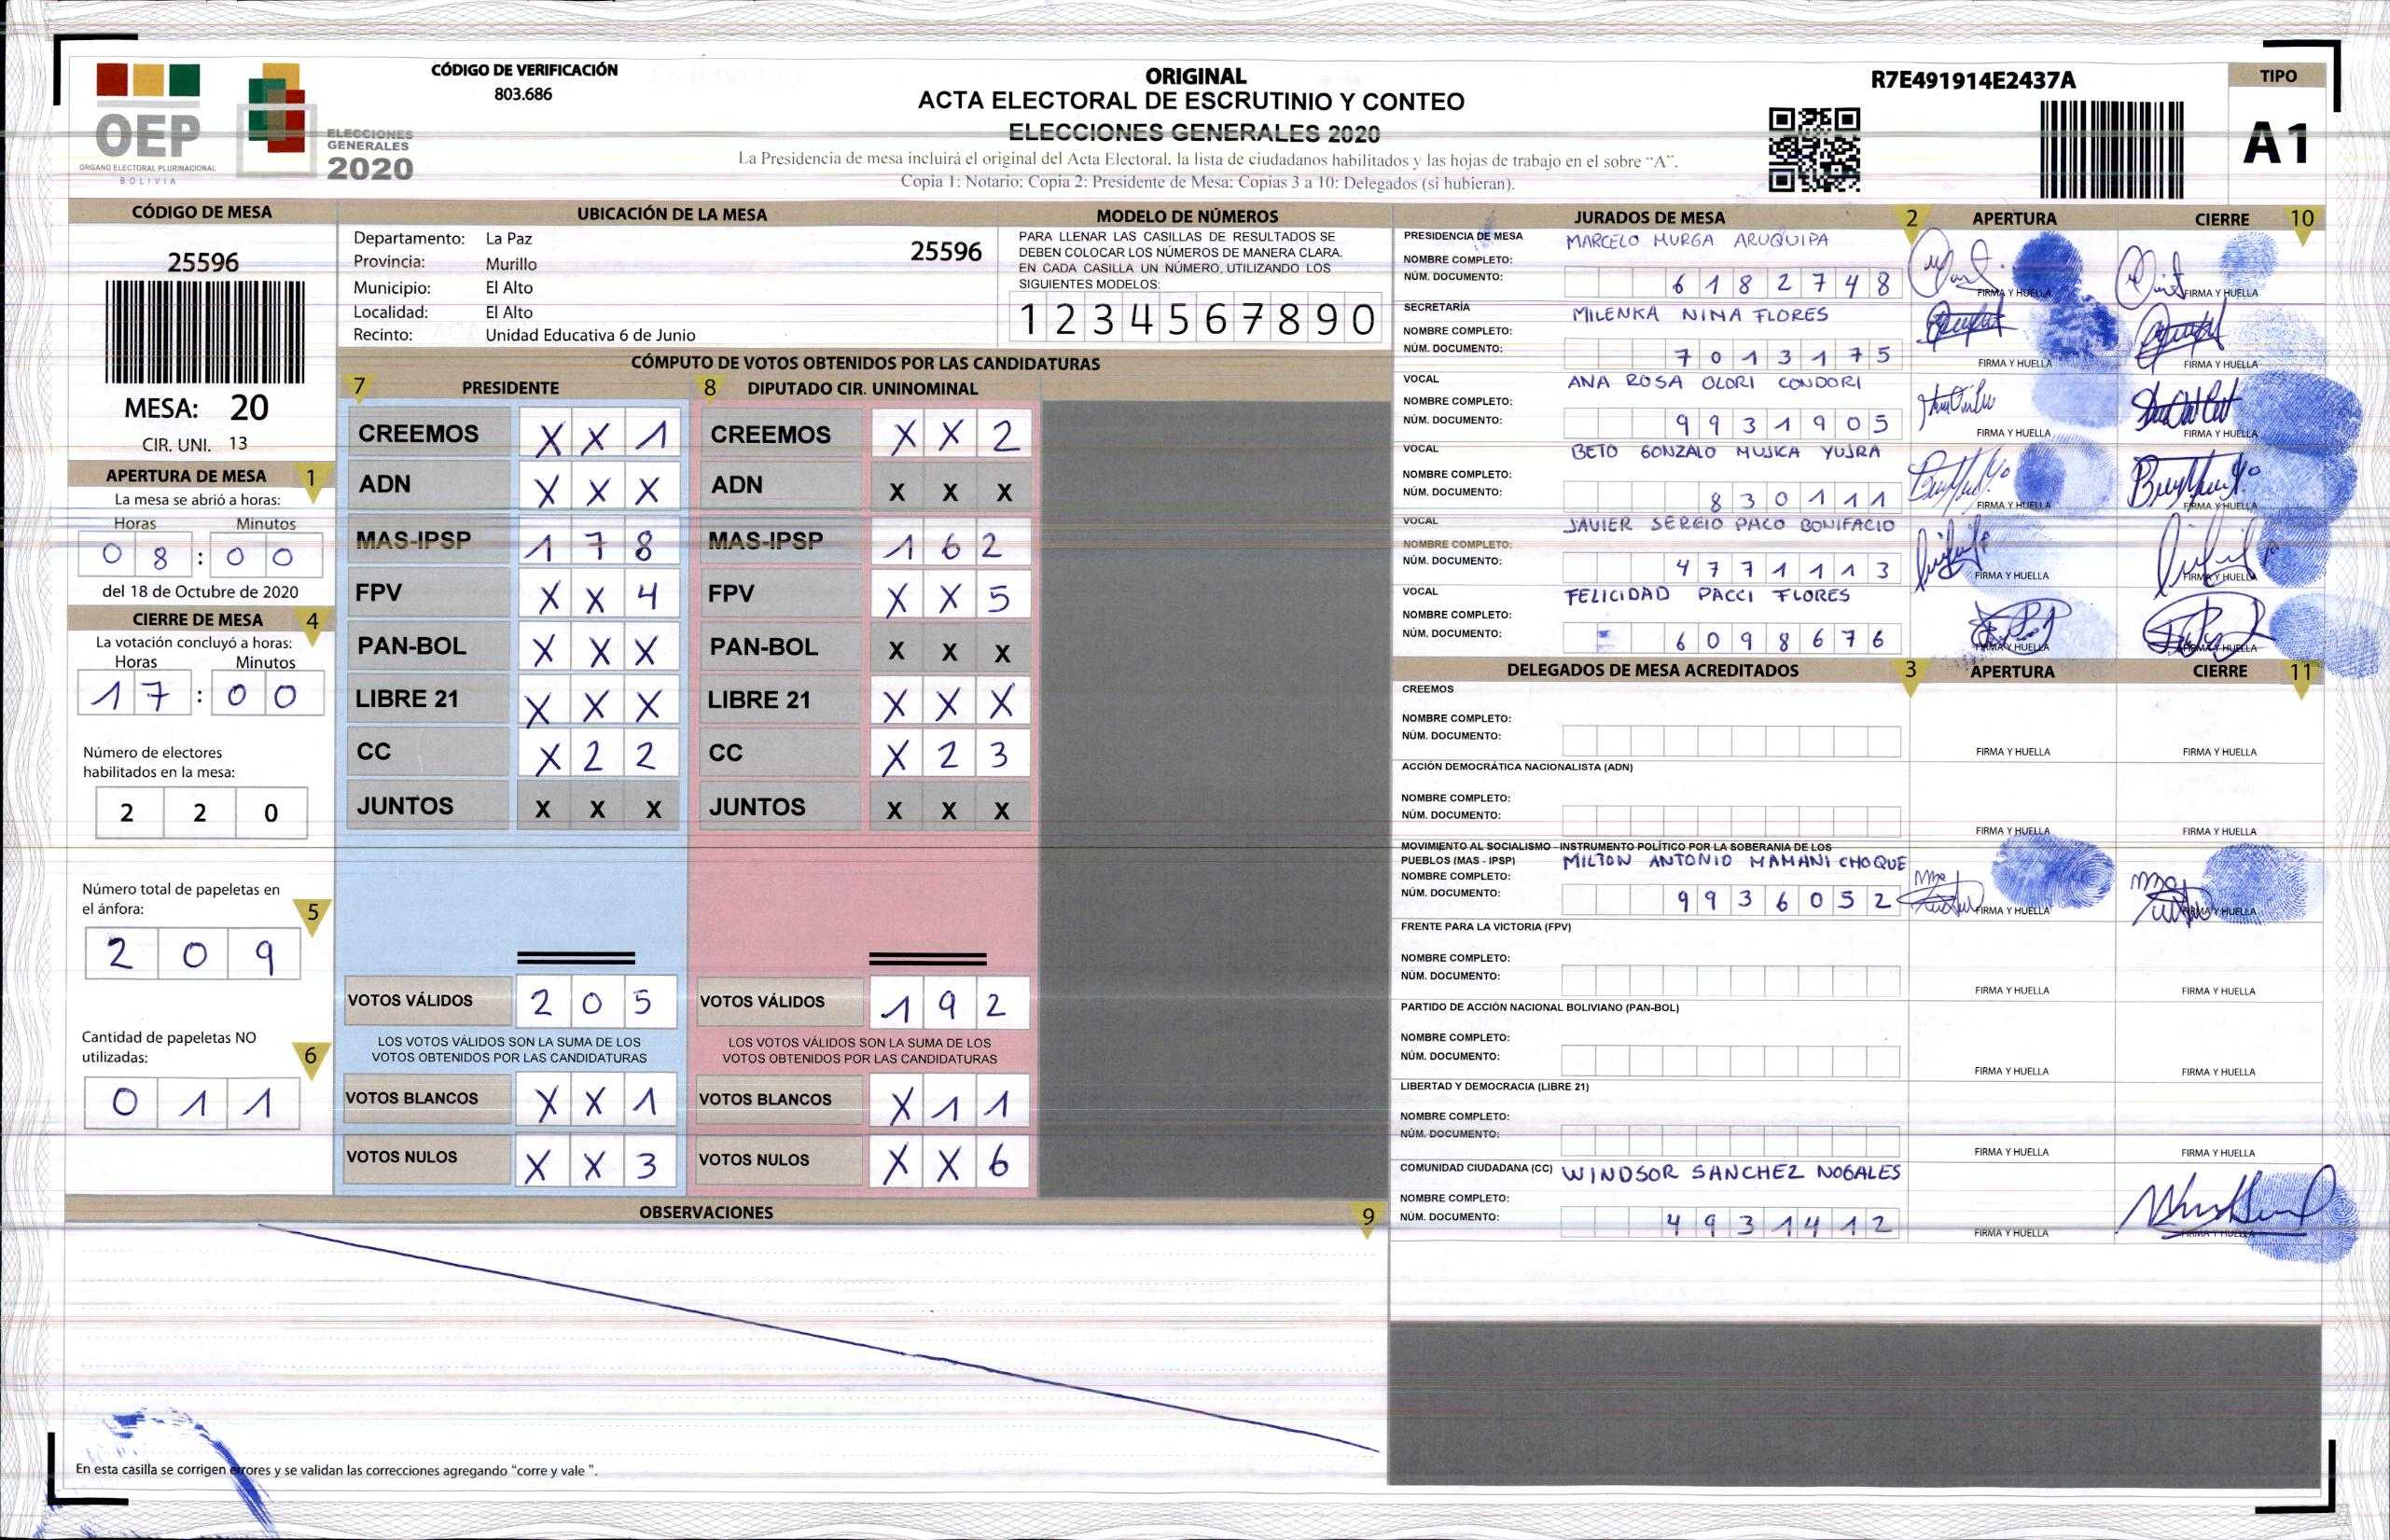 CÓDIGO DE VERIFICACIÓN
803.686
OEP
ORGANO ELECTORAL PLURINACIONAL
BOLIVIA
ELECCIONES
GENERALES
2020
ORIGINAL
ACTA ELECTORAL DE ESCRUTINIO Y CONTEO
ELECCIONES GENERALES 2020
La Presidencia de mesa incluirá el original del Acta Electoral, la lista de ciudadanos habilitados y las hojas de trabajo en el sobre "A".
Copia 1: Notario; Copia 2: Presidente de Mesa; Copias 3 a 10: Delegados (si hubieran).
R7E491914E2437A
TIPO
A1
CÓDIGO DE MESA
25596
MESA: 20
CIR. UNI. 13
APERTURA DE MESA 1
La mesa se abrió a horas:
Horas Minutos
0 8 : 0 0
del 18 de Octubre de 2020
CIERRE DE MESA 4
La votación concluyó a horas:
Horas Minutos
1 7 : 0 0
Número de electores
habilitados en la mesa:
2 2 0
Número total de papeletas en
el ánfora: 5
2 0 9
Cantidad de papeletas NO
utilizadas: 6
0 1 1
UBICACIÓN DE LA MESA
Departamento: La Paz 25596
Provincia: Murillo
Municipio: El Alto
Localidad: El Alto
Recinto: Unidad Educativa 6 de Junio
MODELO DE NÚMEROS
PARA LLENAR LAS CASILLAS DE RESULTADOS SE
DEBEN COLOCAR LOS NÚMEROS DE MANERA CLARA.
EN CADA CASILLA UN NÚMERO, UTILIZANDO LOS
SIGUIENTES MODELOS:
1 2 3 4 5 6 7 8 9 0
CÓMPUTO DE VOTOS OBTENIDOS POR LAS CANDIDATURAS
7 PRESIDENTE 8 DIPUTADO CIR. UNINOMINAL
CREEMOS X X 1 CREEMOS X X 2
ADN X X X ADN X X X
MAS-IPSP 1 7 8 MAS-IPSP 1 6 2
FPV X X 4 FPV X X 5
PAN-BOL X X X PAN-BOL X X X
LIBRE 21 X X X LIBRE 21 X X X
CC X 2 2 CC X 2 3
JUNTOS X X X JUNTOS X X X
VOTOS VÁLIDOS 2 0 5 VOTOS VÁLIDOS 1 9 2
LOS VOTOS VÁLIDOS SON LA SUMA DE LOS LOS VOTOS VÁLIDOS SON LA SUMA DE LOS
VOTOS OBTENIDOS POR LAS CANDIDATURAS VOTOS OBTENIDOS POR LAS CANDIDATURAS
VOTOS BLANCOS X X 1 VOTOS BLANCOS X 1 1
VOTOS NULOS X X 3 VOTOS NULOS X X 6
OBSERVACIONES 9
En esta casilla se corrigen errores y se validan las correcciones agregando "corre y vale ".
JURADOS DE MESA 2 APERTURA CIERRE 10
PRESIDENCIA DE MESA MARCELO MURGA ARUQUIPA
NOMBRE COMPLETO:
NÚM. DOCUMENTO: 6 1 8 2 7 4 8 FIRMA Y HUELLA FIRMA Y HUELLA
SECRETARÍA MILENKA NINA FLORES
NOMBRE COMPLETO:
NÚM. DOCUMENTO: 7 0 1 3 1 7 5 FIRMA Y HUELLA FIRMA Y HUELLA
VOCAL ANA ROSA OLORI CONDORI
NOMBRE COMPLETO:
NÚM. DOCUMENTO: 9 9 3 1 9 0 5 FIRMA Y HUELLA FIRMA Y HUELLA
VOCAL BETO GONZALO MUJICA YUJRA
NOMBRE COMPLETO:
NÚM. DOCUMENTO: 8 3 0 1 1 1 FIRMA Y HUELLA FIRMA Y HUELLA
VOCAL JAVIER SERGIO PACO BONIFACIO
NOMBRE COMPLETO:
NÚM. DOCUMENTO: 4 7 7 1 1 1 3 FIRMA Y HUELLA FIRMA Y HUELLA
VOCAL FELICIDAD PACCI FLORES
NOMBRE COMPLETO:
NÚM. DOCUMENTO: 6 0 9 8 6 7 6 FIRMA Y HUELLA FIRMA Y HUELLA
DELEGADOS DE MESA ACREDITADOS 3 APERTURA CIERRE 11
CREEMOS
NOMBRE COMPLETO:
NÚM. DOCUMENTO: FIRMA Y HUELLA FIRMA Y HUELLA
ACCIÓN DEMOCRÁTICA NACIONALISTA (ADN)
NOMBRE COMPLETO:
NÚM. DOCUMENTO: FIRMA Y HUELLA FIRMA Y HUELLA
MOVIMIENTO AL SOCIALISMO - INSTRUMENTO POLÍTICO POR LA SOBERANIA DE LOS
PUEBLOS (MAS - IPSP) MILTON ANTONIO MAMANI CHOQUE
NOMBRE COMPLETO:
NÚM. DOCUMENTO: 9 9 3 6 0 5 2 FIRMA Y HUELLA FIRMA Y HUELLA
FRENTE PARA LA VICTORIA (FPV)
NOMBRE COMPLETO:
NÚM. DOCUMENTO: FIRMA Y HUELLA FIRMA Y HUELLA
PARTIDO DE ACCIÓN NACIONAL BOLIVIANO (PAN-BOL)
NOMBRE COMPLETO:
NÚM. DOCUMENTO: FIRMA Y HUELLA FIRMA Y HUELLA
LIBERTAD Y DEMOCRACIA (LIBRE 21)
NOMBRE COMPLETO:
NÚM. DOCUMENTO: FIRMA Y HUELLA FIRMA Y HUELLA
COMUNIDAD CIUDADANA (CC) WINDSOR SANCHEZ NOGALES
NOMBRE COMPLETO:
NÚM. DOCUMENTO: 4 9 3 1 4 1 2 FIRMA Y HUELLA FIRMA Y HUELLA